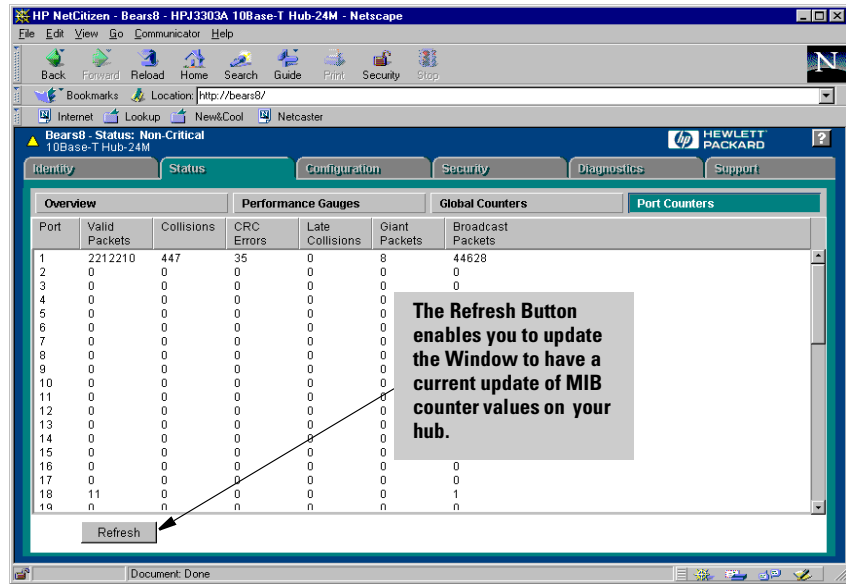 HP NetCitizen - Bears8 - HPJ3303A 10Base-T Hub-24M - Netscape
File Edit View Go Communicator Help
Back Forward Reload Home Search Guide Print Security Stop
N
Bookmarks Location: http://bears8/
Internet Lookup New&Cool Netcaster
Bears8 - Status: Non-Critical
10Base-T Hub-24M
hp HEWLETT PACKARD ?
Identity Status Configuration Security Diagnostics Support
Overview Performance Gauges Global Counters Port Counters
Port Valid Packets Collisions CRC Errors Late Collisions Giant Packets Broadcast Packets
1 2212210 447 35 0 8 44628
2 0 0 0 0 0 0
3 0 0 0 0 0 0
4 0 0 0 0 0
5 0 0 0 0 0
6 0 0 0 0 0
7 0 0 0 0 0
8 0 0 0 0 0
9 0 0 0 0 0
10 0 0 0 0 0
11 0 0 0 0 0
12 0 0 0 0 0
13 0 0 0 0 0
14 0 0 0 0 0
15 0 0 0 0 0
16 0 0 0 0 0 0
17 0 0 0 0 0 0
18 11 0 0 0 0 1
19 0 0 0 0 0 0
The Refresh Button
enables you to update
the Window to have a
current update of MIB
counter values on your
hub.
Refresh
Document: Done